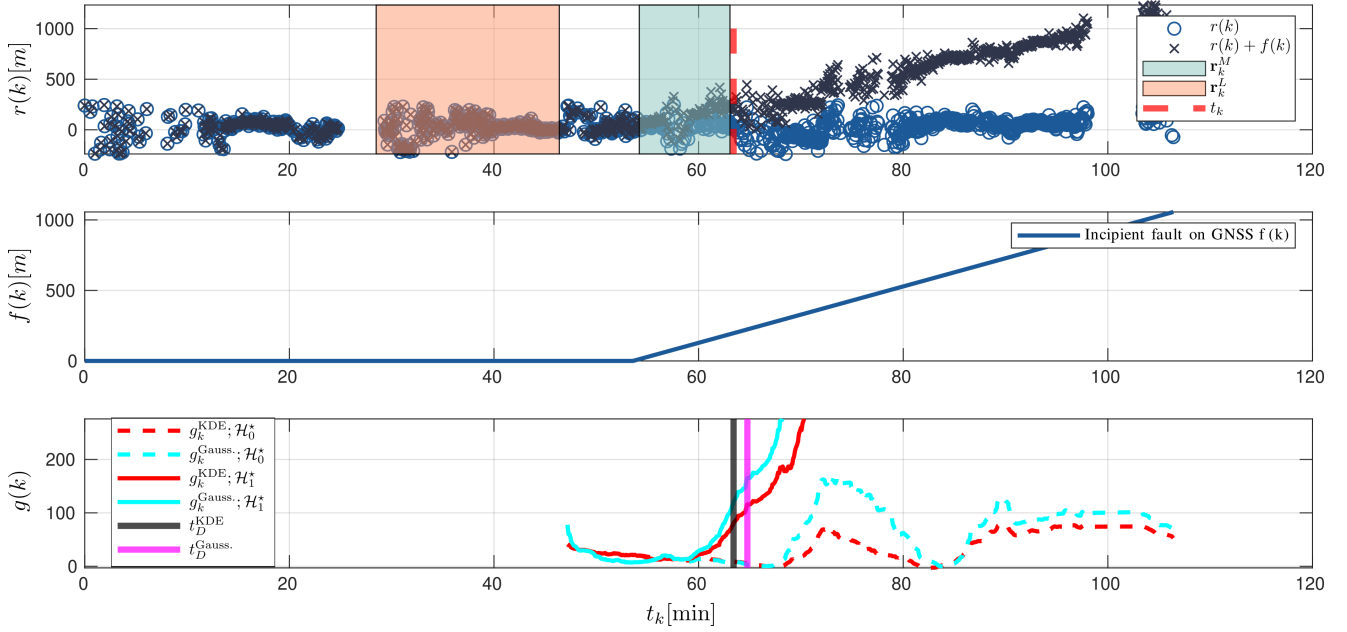 r(k)[m]
1000
500
0
0 20 40 60 80 100 120
r(k)
r(k) + f(k)
r_k^M
r_k^L
t_k
f(k)[m]
1000
500
0
0 20 40 60 80 100 120
Incipient fault on GNSS f (k)
g(k)
200
100
0
0 20 40 60 80 100 120
g_k^KDE; H_0^⋆
g_k^Gauss.; H_0^⋆
g_k^KDE; H_1^⋆
g_k^Gauss.; H_1^⋆
t_D^KDE
t_D^Gauss.
t_k[min]